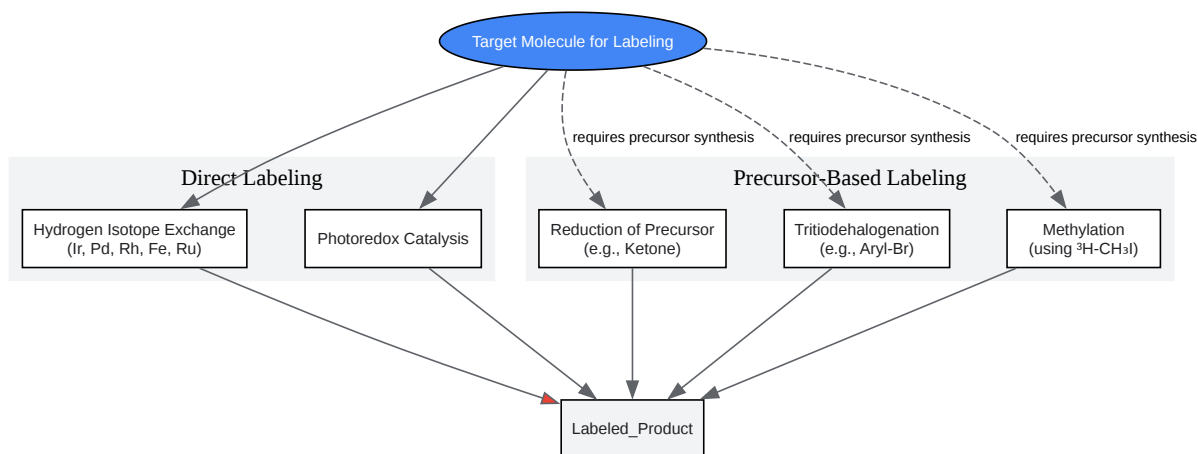 Target Molecule for Labeling
requires precursor synthesis
requires precursor synthesis
requires precursor synthesis
Direct Labeling
Precursor-Based Labeling
Hydrogen Isotope Exchange
(Ir, Pd, Rh, Fe, Ru)
Photoredox Catalysis
Reduction of Precursor
(e.g., Ketone)
Tritiodehalogenation
(e.g., Aryl-Br)
Methylation
(using ³H-CH₃I)
Labeled_Product